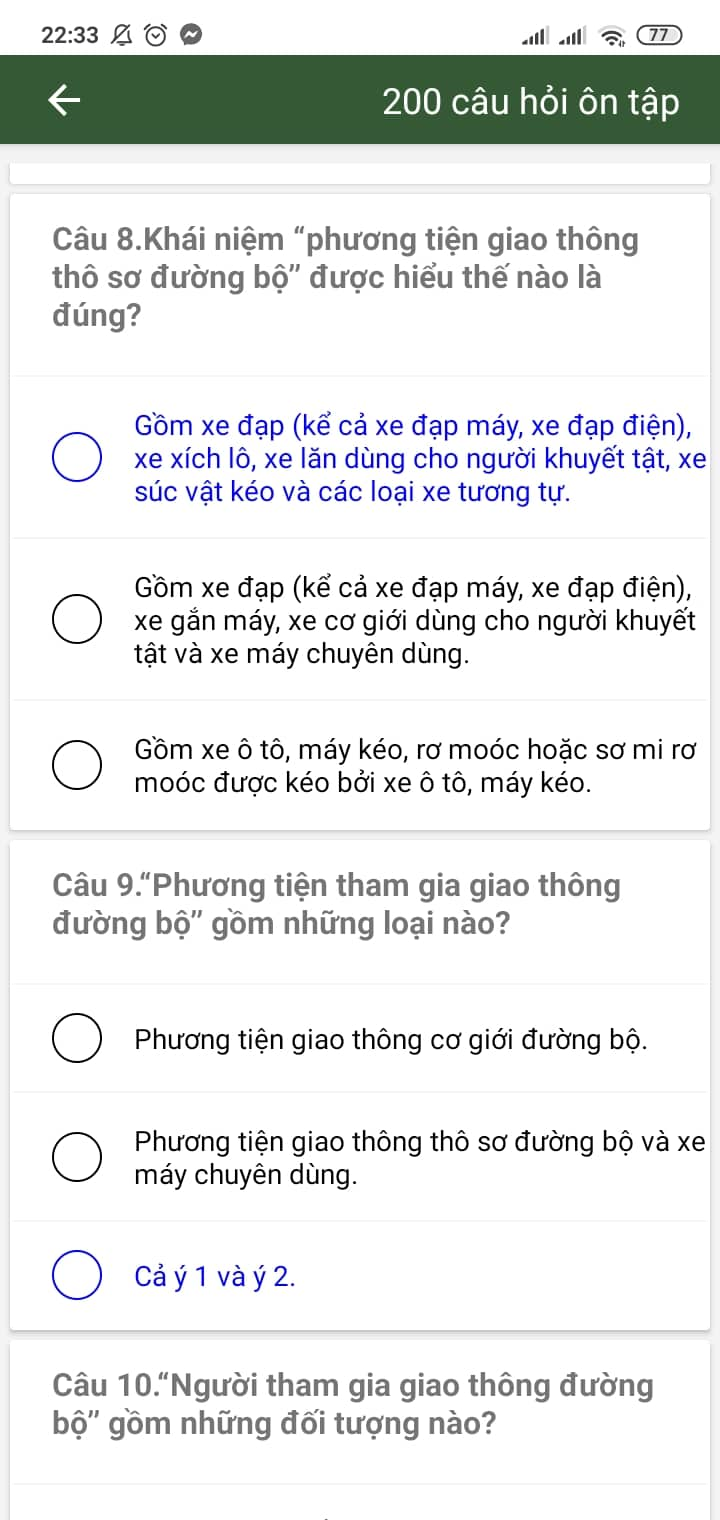 22:33
77
200 câu hỏi ôn tập
Câu 8.Khái niệm “phương tiện giao thông
thô sơ đường bộ” được hiểu thế nào là
đúng?
Gồm xe đạp (kể cả xe đạp máy, xe đạp điện),
xe xích lô, xe lăn dùng cho người khuyết tật, xe
súc vật kéo và các loại xe tương tự.
Gồm xe đạp (kể cả xe đạp máy, xe đạp điện),
xe gắn máy, xe cơ giới dùng cho người khuyết
tật và xe máy chuyên dùng.
Gồm xe ô tô, máy kéo, rơ moóc hoặc sơ mi rơ
moóc được kéo bởi xe ô tô, máy kéo.
Câu 9.“Phương tiện tham gia giao thông
đường bộ” gồm những loại nào?
Phương tiện giao thông cơ giới đường bộ.
Phương tiện giao thông thô sơ đường bộ và xe
máy chuyên dùng.
Cả ý 1 và ý 2.
Câu 10.“Người tham gia giao thông đường
bộ” gồm những đối tượng nào?